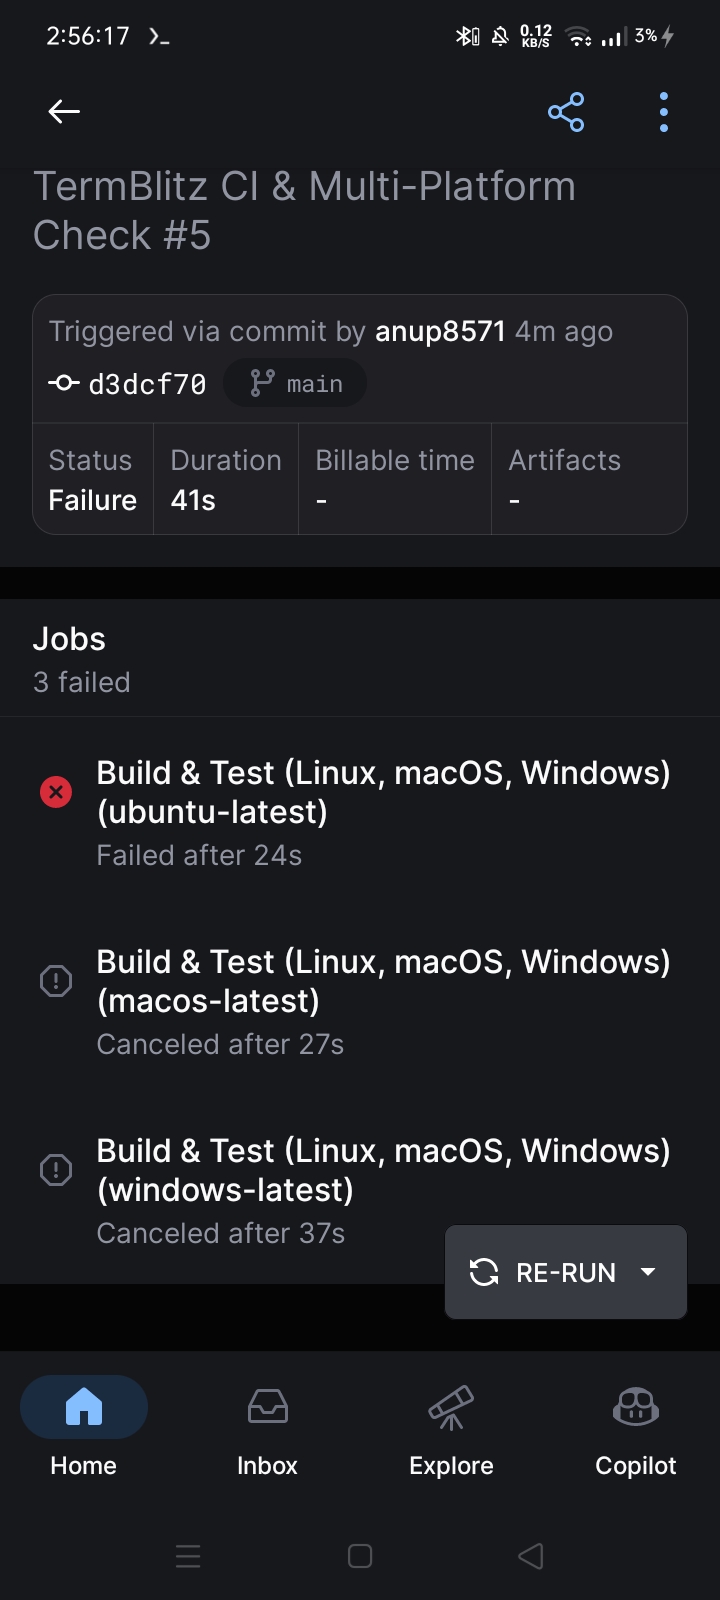 2:56:17
0.12
KB/S
3%
TermBlitz CI & Multi-Platform
Check #5
Triggered via commit by anup8571 4m ago
d3dcf70 main
Status Duration Billable time Artifacts
Failure 41s - -
Jobs
3 failed
Build & Test (Linux, macOS, Windows)
(ubuntu-latest)
Failed after 24s
Build & Test (Linux, macOS, Windows)
(macos-latest)
Canceled after 27s
Build & Test (Linux, macOS, Windows)
(windows-latest)
Canceled after 37s
RE-RUN
Home Inbox Explore Copilot